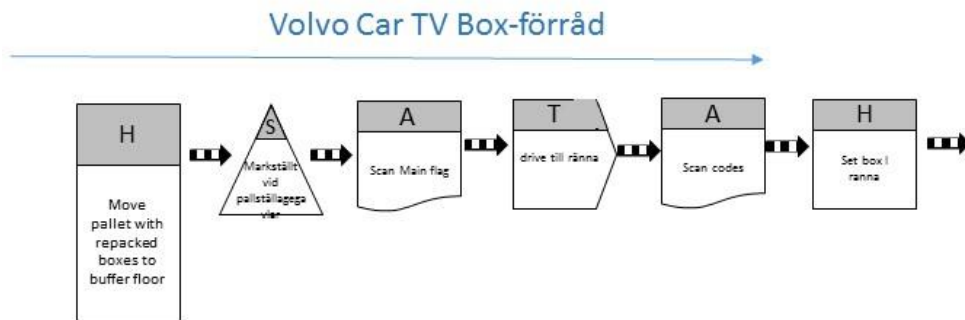 Volvo Car TV Box-förråd
H
Move
pallet with
repacked
boxes to
buffer floor
S
Markställt
vid
pallställagega
vlar
A
Scan Main flag
T
drive till ränna
A
Scan codes
H
Set box I
ranna